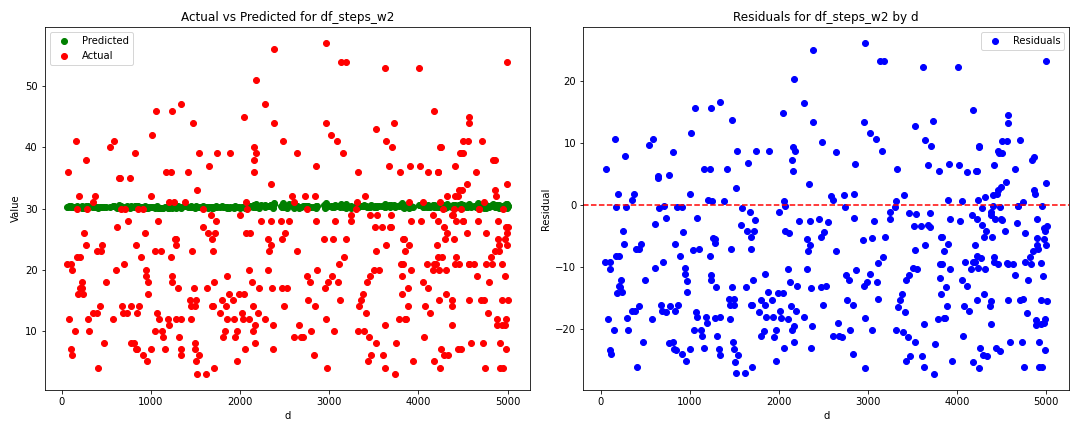 Actual vs Predicted for df_steps_w2
Predicted
Actual
Value
50
40
30
20
10
0
1000
2000
3000
4000
5000
d
Residuals for df_steps_w2 by d
Residuals
Residual
20
10
0
−10
−20
0
1000
2000
3000
4000
5000
d